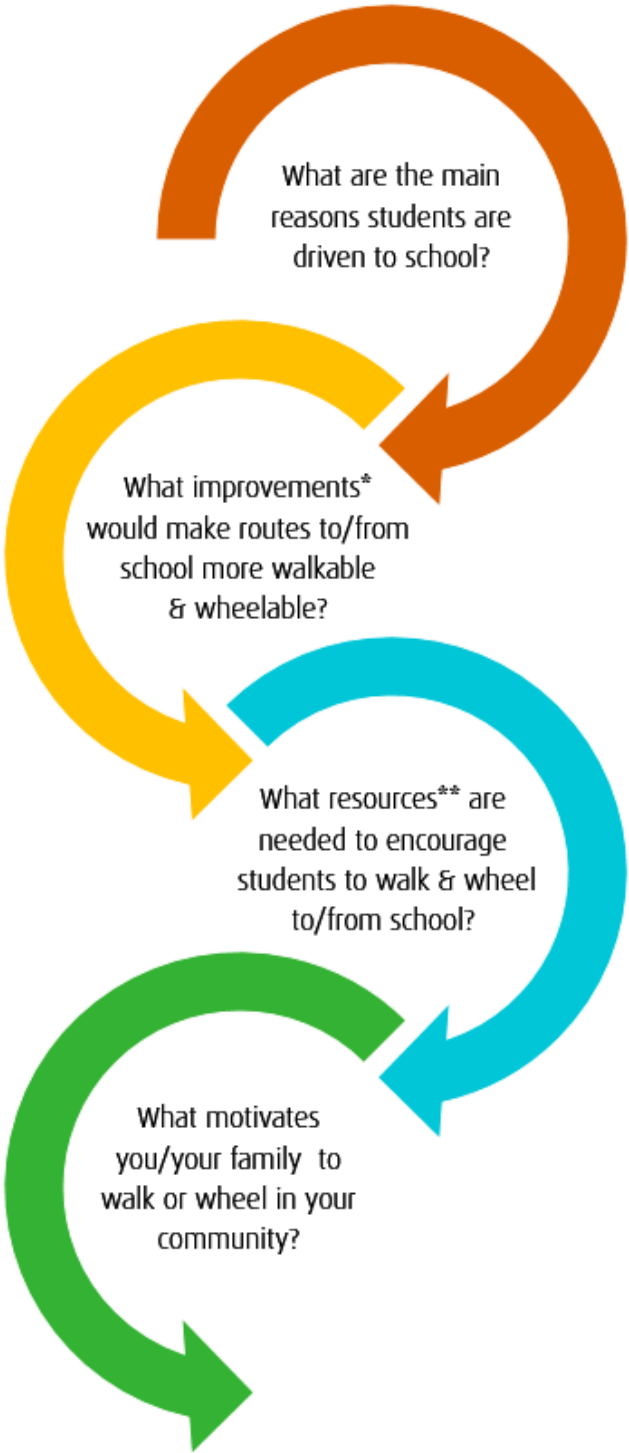 What are the main
reasons students are
driven to school?
What improvements*
would make routes to/from
school more walkable
& wheelable?
What resources** are
needed to encourage
students to walk & wheel
to/from school?
What motivates
you/your family  to
walk or wheel in your
community?